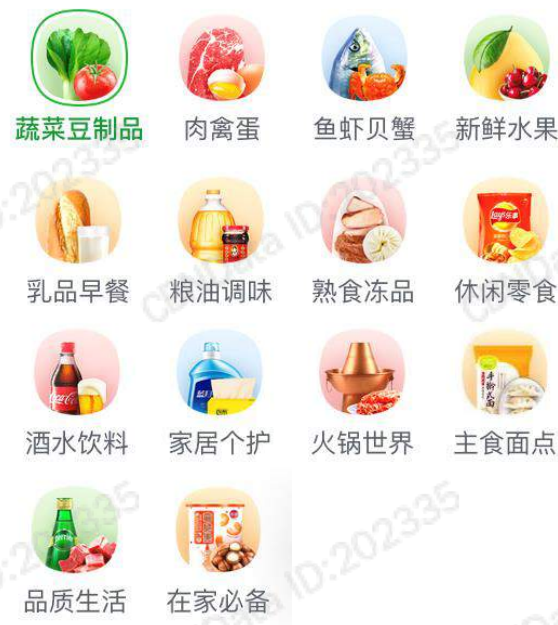 蔬菜豆制品 肉禽蛋 鱼虾贝蟹 新鲜水果
乳品早餐 粮油调味 熟食冻品 休闲零食
酒水饮料 家居个护 火锅世界 主食面点
品质生活 在家必备